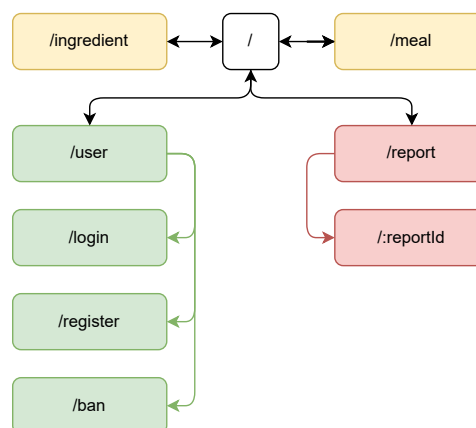 /ingredient
/
/meal
/user
/report
/login
/:reportId
/register
/ban